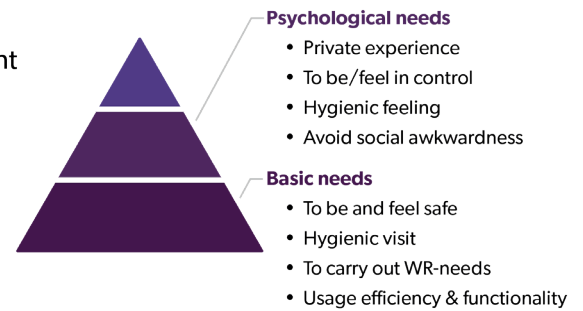 nt
Psychological needs
• Private experience
• To be/feel in control
• Hygienic feeling
• Avoid social awkwardness
Basic needs
• To be and feel safe
• Hygienic visit
• To carry out WR-needs
• Usage efficiency & functionality